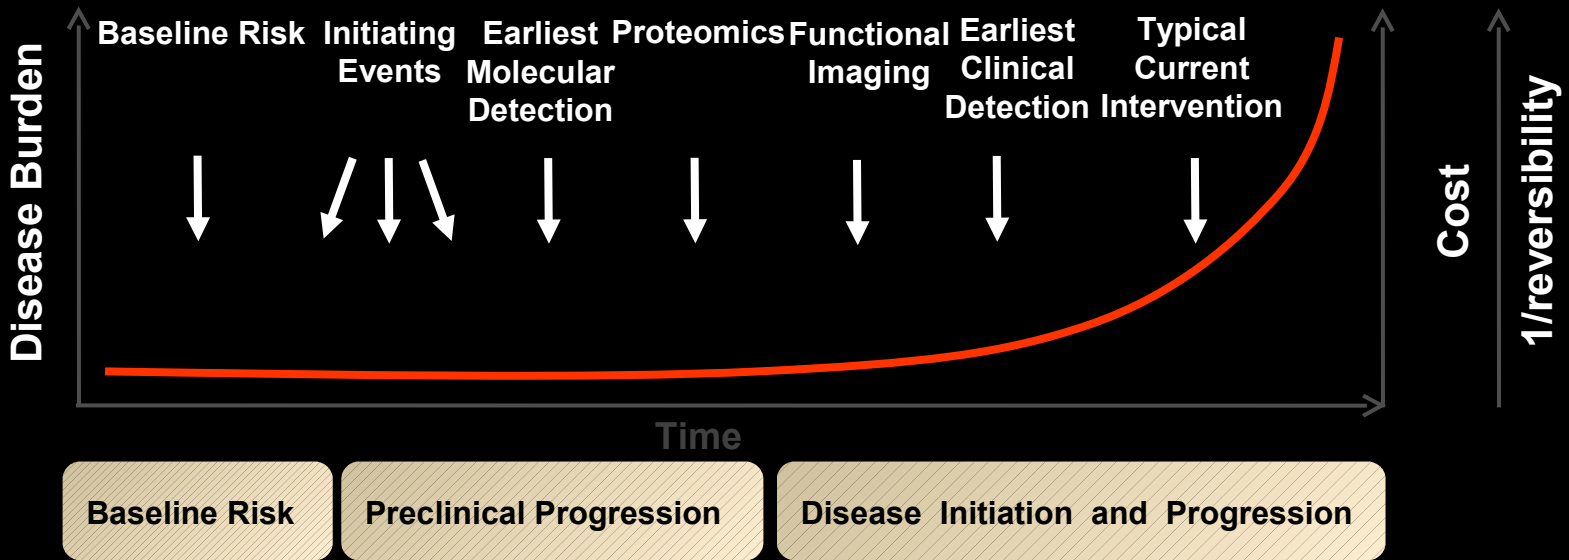 Disease Burden
Baseline Risk
Initiating
Events
Earliest
Molecular
Detection
Proteomics
Functional
Imaging
Earliest
Clinical
Detection
Typical
Current
Intervention
Cost
1/reversibility
Time
Baseline Risk
Preclinical Progression
Disease Initiation and Progression